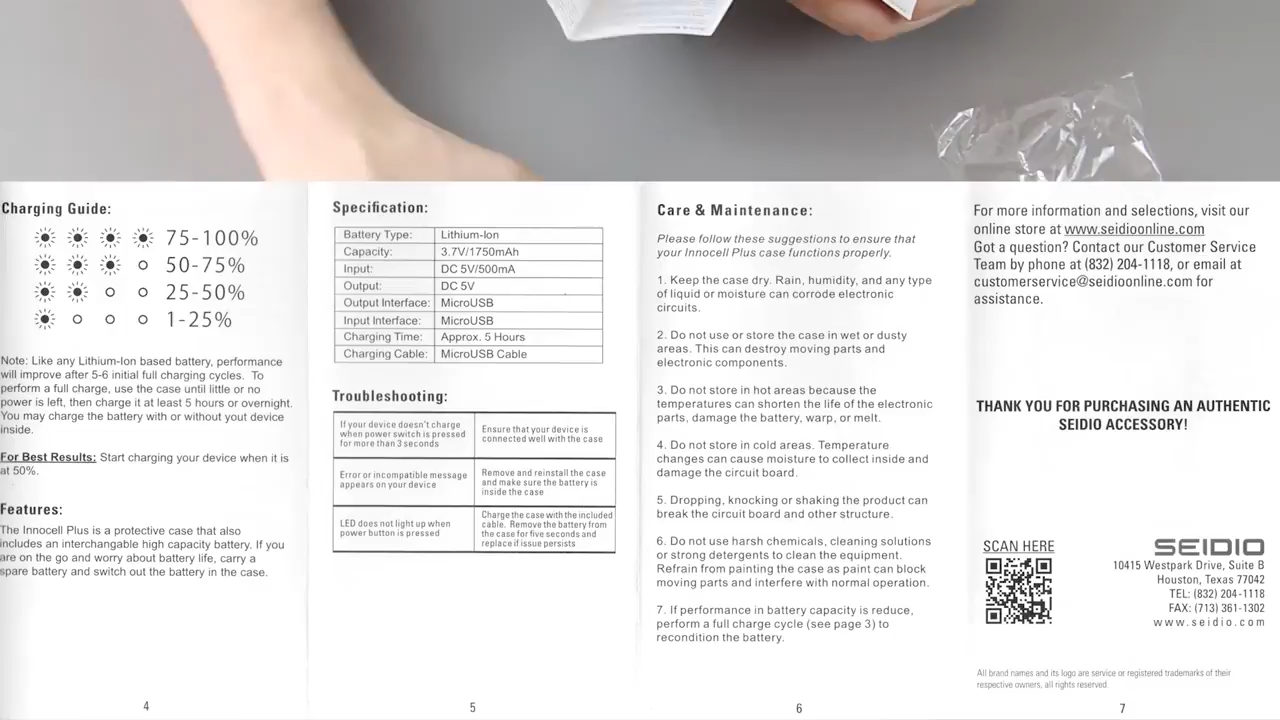 Charging Guide:
75-100%
50-75%
25-50%
1-25%
Note: Like any Lithium-Ion based battery, performance
will improve after 5-6 initial full charging cycles. To
perform a full charge, use the case until little or no
power is left, then charge it at least 5 hours or overnight.
You may charge the battery with or without yout device
inside.
For Best Results: Start charging your device when it is
at 50%.
Features:
The Innocell Plus is a protective case that also
includes an interchangable high capacity battery. If you
are on the go and worry about battery life, carry a
spare battery and switch out the battery in the case.
4
Specification:
Battery Type: Lithium-Ion
Capacity: 3.7V/1750mAh
Input: DC 5V/500mA
Output: DC 5V
Output Interface: MicroUSB
Input Interface: MicroUSB
Charging Time: Approx. 5 Hours
Charging Cable: MicroUSB Cable
Troubleshooting:
If your device doesn't charge
when power switch is pressed
for more than 3 seconds
Ensure that your device is
connected well with the case
Error or incompatible message
appears on your device
Remove and reinstall the case
and make sure the battery is
inside the case
LED does not light up when
power button is pressed
Charge the case with the included
cable. Remove the battery from
the case for five seconds and
replace if issue persists
5
Care & Maintenance:
Please follow these suggestions to ensure that
your Innocell Plus case functions properly.
1. Keep the case dry. Rain, humidity, and any type
of liquid or moisture can corrode electronic
circuits.
2. Do not use or store the case in wet or dusty
areas. This can destroy moving parts and
electronic components.
3. Do not store in hot areas because the
temperatures can shorten the life of the electronic
parts, damage the battery, warp, or melt.
4. Do not store in cold areas. Temperature
changes can cause moisture to collect inside and
damage the circuit board.
5. Dropping, knocking or shaking the product can
break the circuit board and other structure.
6. Do not use harsh chemicals, cleaning solutions
or strong detergents to clean the equipment.
Refrain from painting the case as paint can block
moving parts and interfere with normal operation.
7. If performance in battery capacity is reduce,
perform a full charge cycle (see page 3) to
recondition the battery.
6
For more information and selections, visit our
online store at www.seidioonline.com
Got a question? Contact our Customer Service
Team by phone at (832) 204-1118, or email at
customerservice@seidioonline.com for
assistance.
THANK YOU FOR PURCHASING AN AUTHENTIC
SEIDIO ACCESSORY!
SCAN HERE
SEIDIO
10415 Westpark Drive, Suite B
Houston, Texas 77042
TEL: (832) 204-1118
FAX: (713) 361-1302
www.seidio.com
All brand names and its logo are service or registered trademarks of their
respective owners, all rights reserved
7